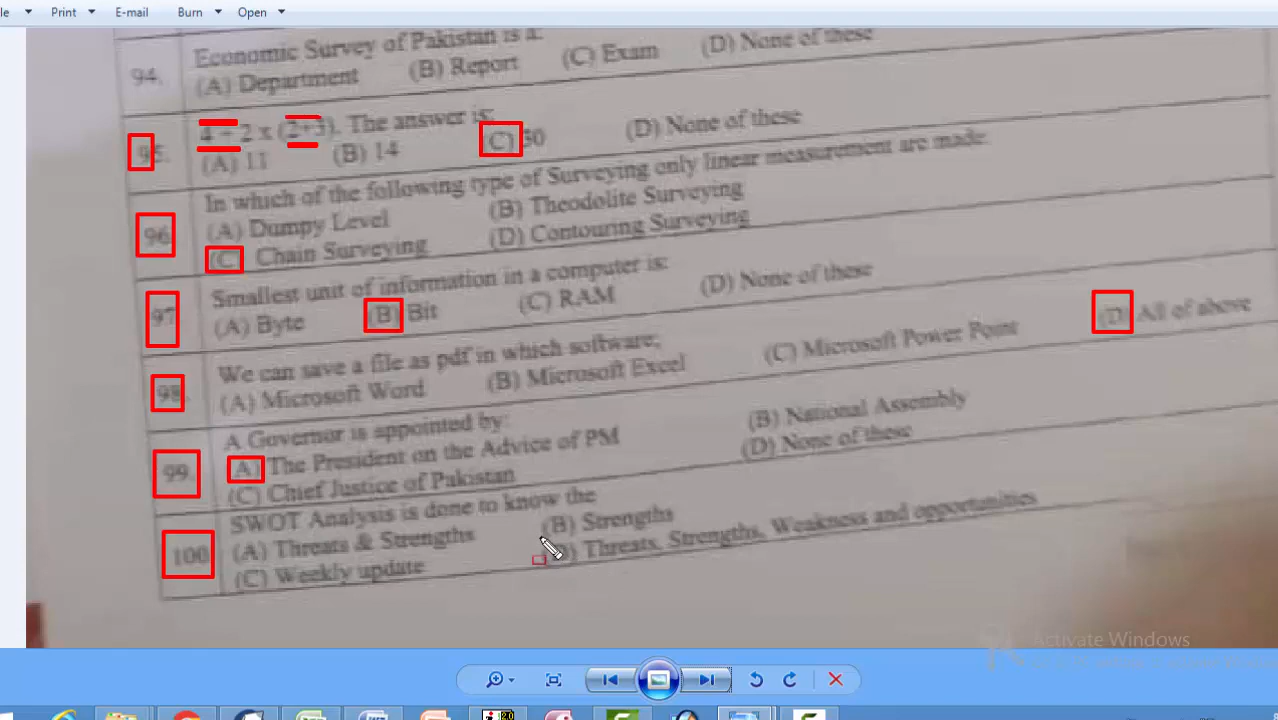 Print
E-mail
Burn
Open
94.
Economic Survey of Pakistan is a:
(A) Department (B) Report (C) Exam (D) None of these
95.
4 + 2 x (2+3). The answer is:
(A) 11 (B) 14 (C) 30 (D) None of these
96.
In which of the following type of Surveying only linear measurement are made:
(A) Dumpy Level (B) Theodolite Surveying
(C) Chain Surveying (D) Contouring Surveying
97.
Smallest unit of information in a computer is:
(A) Byte (B) Bit (C) RAM (D) None of these
98.
We can save a file as pdf in which software;
(A) Microsoft Word (B) Microsoft Excel (C) Microsoft Power Point (D) All of above
99.
A Governor is appointed by:
(A) The President on the Advice of PM (B) National Assembly
(C) Chief Justice of Pakistan (D) None of these
100.
SWOT Analysis is done to know the
(A) Threats & Strengths (B) Strengths
(C) Weekly update (D) Threats, Strengths, Weakness and opportunities
Activate Windows